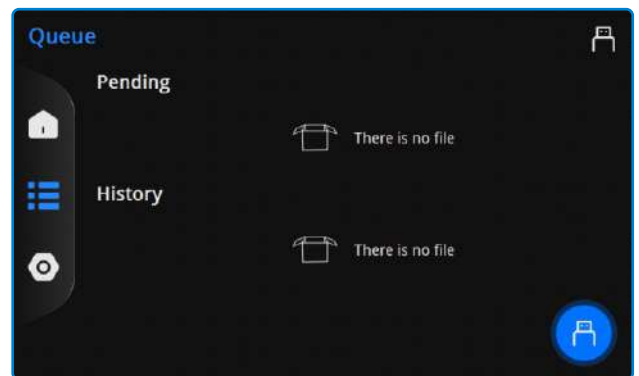 Queue
Pending
There is no file
History
There is no file